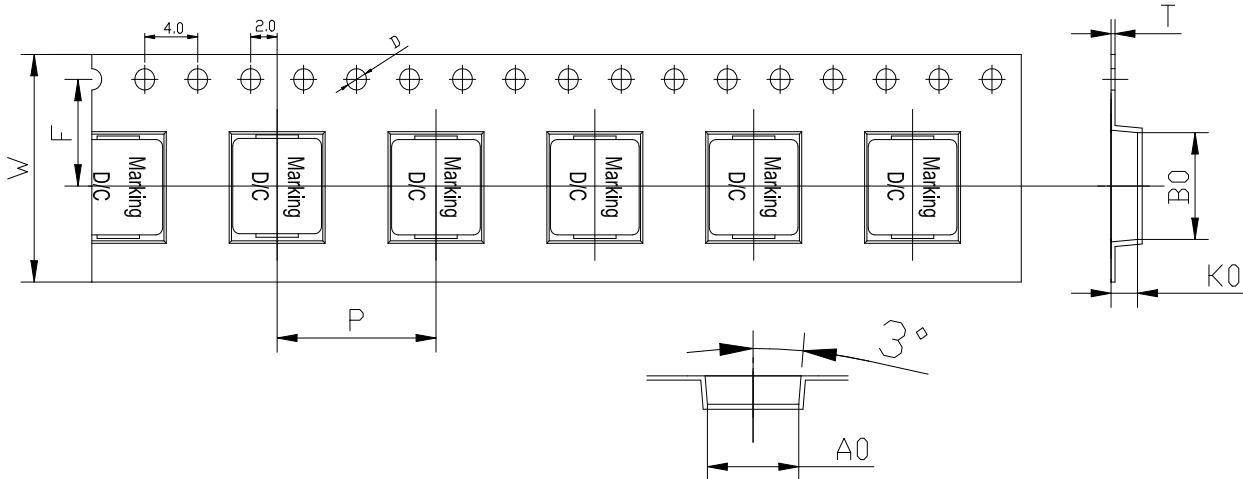 4.0
2.0
D
T
F
W
Marking
D/C
Marking
D/C
Marking
D/C
Marking
D/C
Marking
D/C
Marking
D/C
B0
K0
P
3°
A0